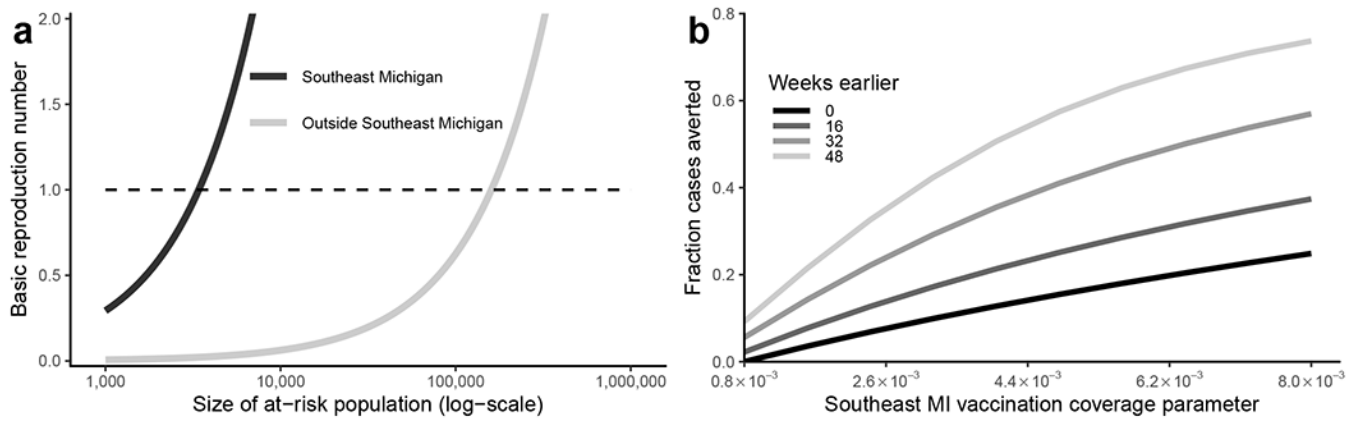 a
2.0
1.5
1.0
0.5
0.0
Basic reproduction number
Southeast Michigan
Outside Southeast Michigan
1,000
10,000
100,000
1,000,000
Size of at−risk population (log−scale)
b
0.8
0.6
0.4
0.2
0.0
Fraction cases averted
Weeks earlier
0
16
32
48
0.8 × 10⁻³
2.6 × 10⁻³
4.4 × 10⁻³
6.2 × 10⁻³
8.0 × 10⁻³
Southeast MI vaccination coverage parameter